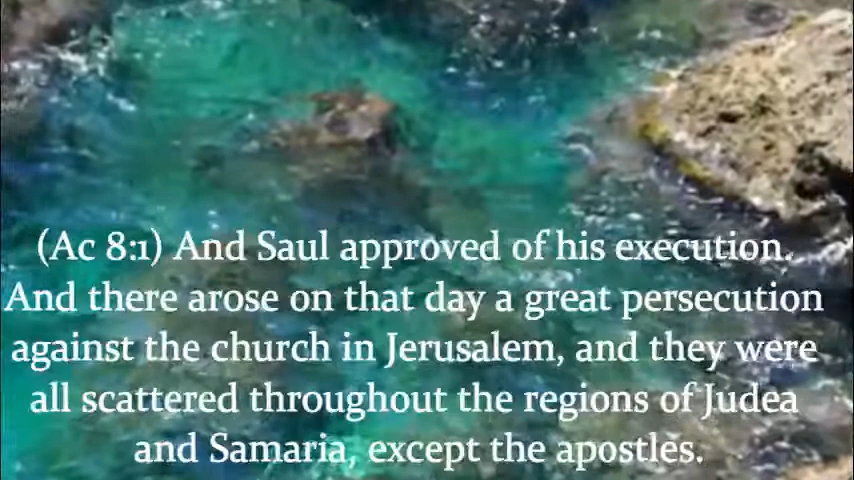 (Ac 8:1) And Saul approved of his execution.
And there arose on that day a great persecution
against the church in Jerusalem, and they were
all scattered throughout the regions of Judea
and Samaria, except the apostles.